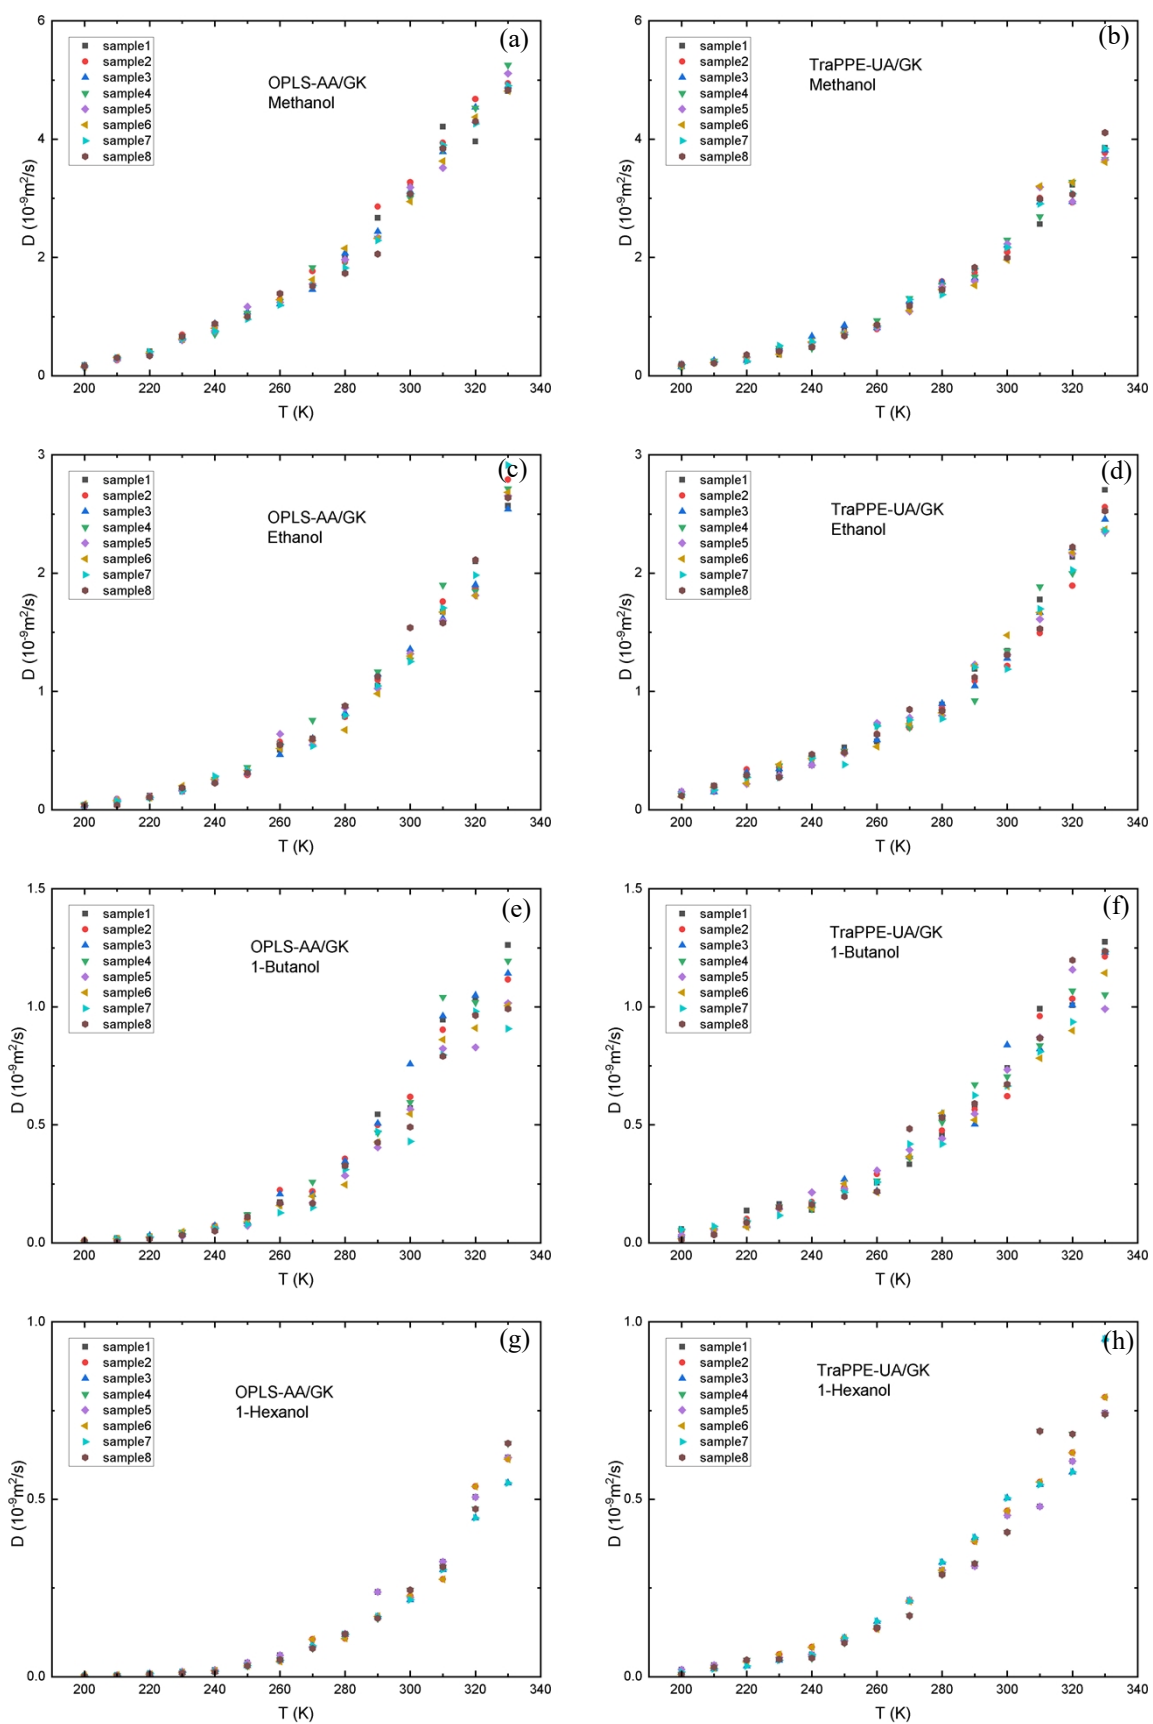 (a)
OPLS-AA/GK
Methanol
sample1
sample2
sample3
sample4
sample5
sample6
sample7
sample8
D (10-9m2/s)
6
4
2
0
200 220 240 260 280 300 320 340
T (K)
(b)
TraPPE-UA/GK
Methanol
sample1
sample2
sample3
sample4
sample5
sample6
sample7
sample8
D (10-9m2/s)
6
4
2
0
200 220 240 260 280 300 320 340
T (K)
(c)
OPLS-AA/GK
Ethanol
sample1
sample2
sample3
sample4
sample5
sample6
sample7
sample8
D (10-9m2/s)
3
2
1
0
200 220 240 260 280 300 320 340
T (K)
(d)
TraPPE-UA/GK
Ethanol
sample1
sample2
sample3
sample4
sample5
sample6
sample7
sample8
D (10-9m2/s)
3
2
1
0
200 220 240 260 280 300 320 340
T (K)
(e)
OPLS-AA/GK
1-Butanol
sample1
sample2
sample3
sample4
sample5
sample6
sample7
sample8
D (10-9m2/s)
1.5
1.0
0.5
0.0
200 220 240 260 280 300 320 340
T (K)
(f)
TraPPE-UA/GK
1-Butanol
sample1
sample2
sample3
sample4
sample5
sample6
sample7
sample8
D (10-9m2/s)
1.5
1.0
0.5
0.0
200 220 240 260 280 300 320 340
T (K)
(g)
OPLS-AA/GK
1-Hexanol
sample1
sample2
sample3
sample4
sample5
sample6
sample7
sample8
D (10-9m2/s)
1.0
0.5
0.0
200 220 240 260 280 300 320 340
T (K)
(h)
TraPPE-UA/GK
1-Hexanol
sample1
sample2
sample3
sample4
sample5
sample6
sample7
sample8
D (10-9m2/s)
1.0
0.5
0.0
200 220 240 260 280 300 320 340
T (K)